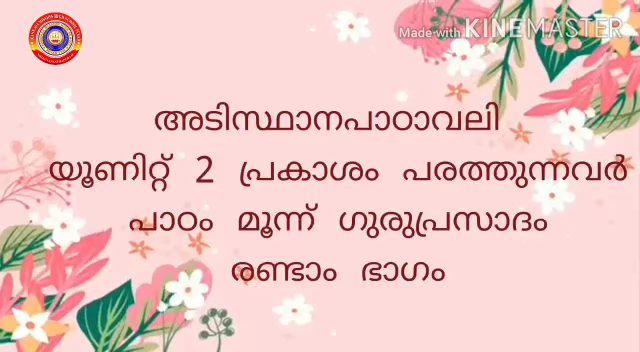 Made with KINEMASTER
അടിസ്ഥാനപാഠാവലി
യൂണിറ്റ് 2 പ്രകാശം പരത്തുന്നവർ
പാഠം മൂന്ന് ഗുരുപ്രസാദം
രണ്ടാം ഭാഗം